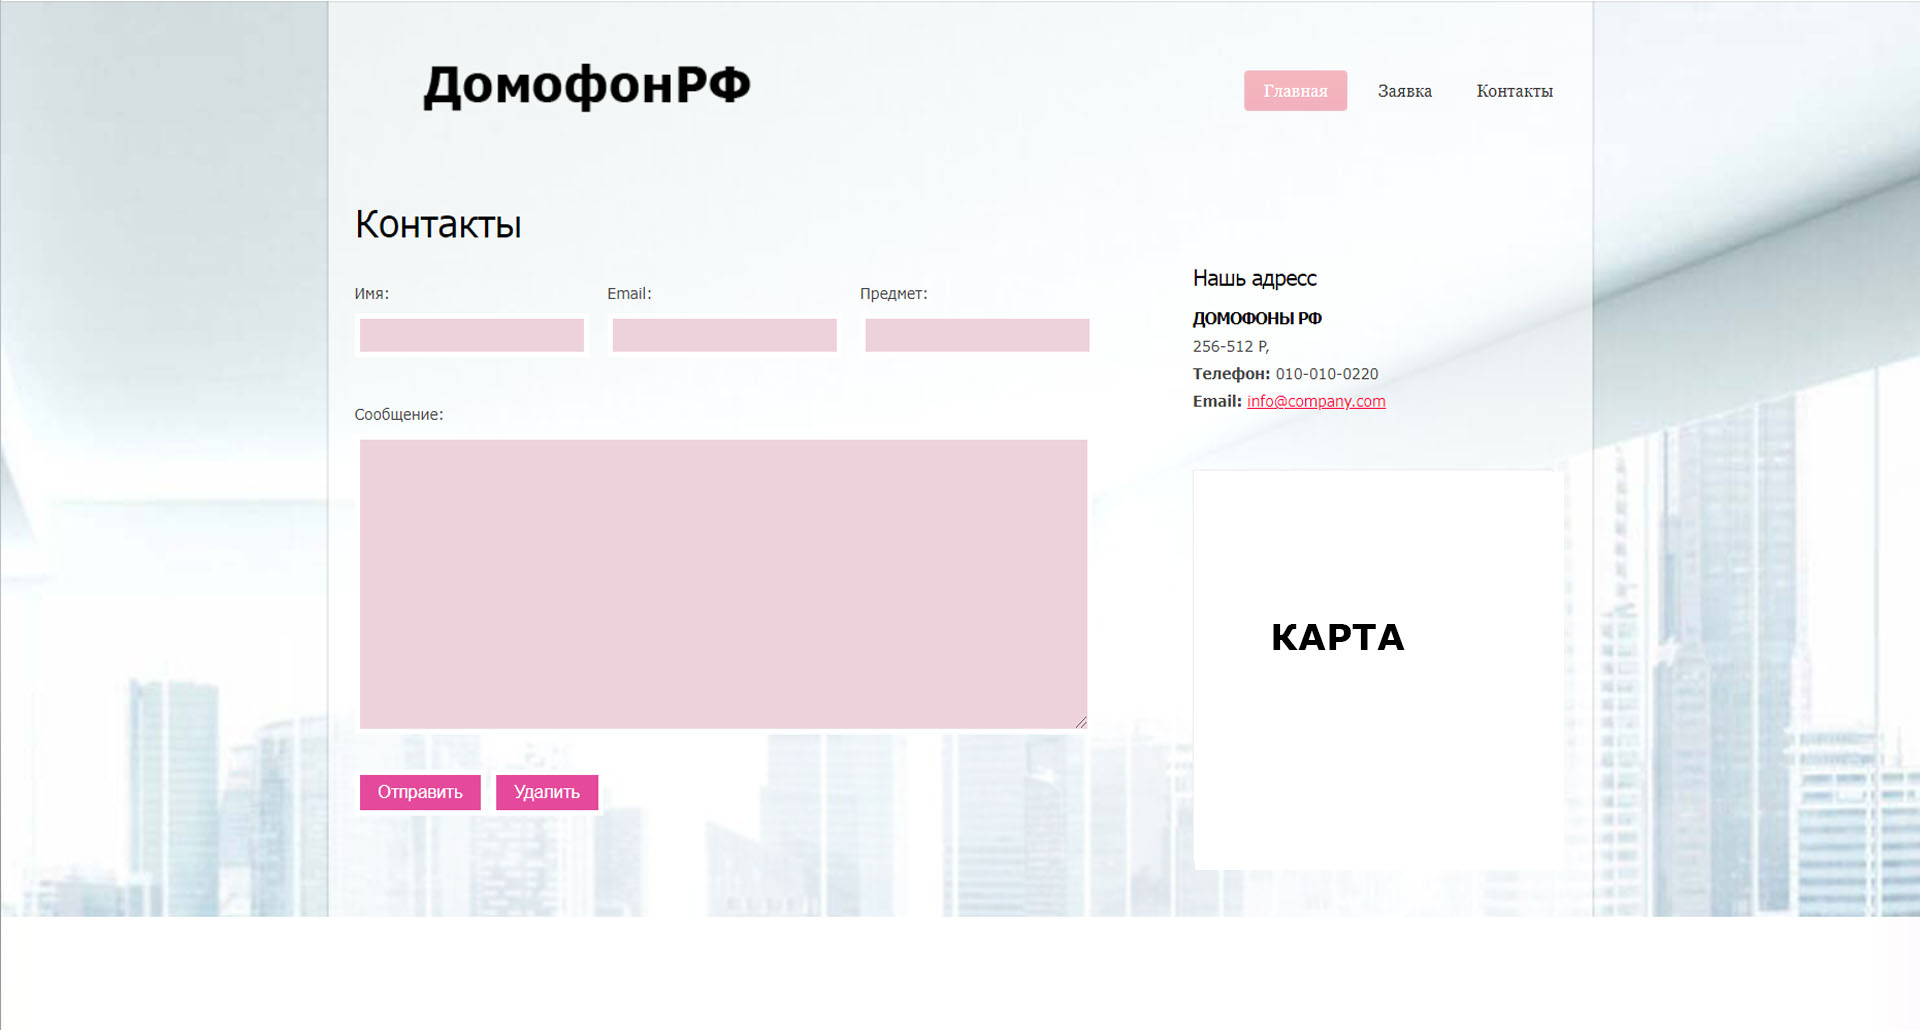 ДомофонРФ
Главная Заявка Контакты
Контакты
Имя: Email: Предмет:
Сообщение:
Отправить Удалить
Нашь адресс
ДОМОФОНЫ РФ
256-512 Р,
Телефон: 010-010-0220
Email: info@company.com
КАРТА